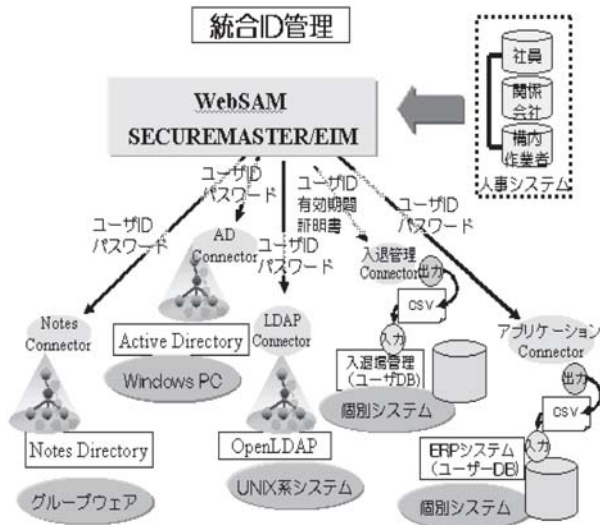 統合ID管理
社員
関係
会社
構内
作業者
人事システム
WebSAM
SECUREMASTER/EIM
ユーザID
パスワード
ユーザID
パスワード
ユーザID
パスワード
ユーザID
有効期間
証明書
ユーザID
パスワード
Notes
Connector
Notes Directory
グループウェア
AD
Connector
Active Directory
Windows PC
LDAP
Connector
OpenLDAP
UNIX系システム
入退管理
Connector
出力
CSV
入力
入退場管理
(ユーザDB)
個別システム
アプリケーション
Connector
出力
CSV
入力
ERPシステム
(ユーザーDB)
個別システム